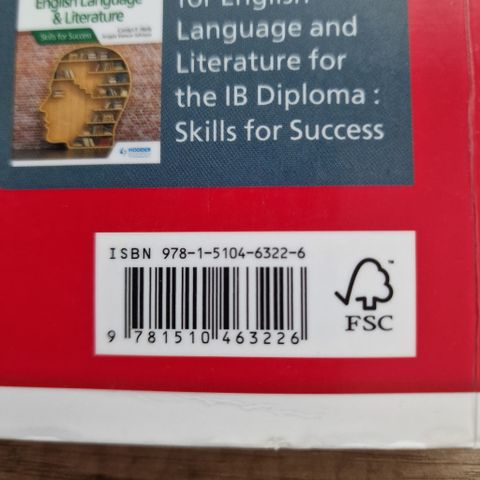 English Language
& Literature
Skills for Success
HODDER
for English
Language and
Literature for
the IB Diploma :
Skills for Success
ISBN 978-1-5104-6322-6
9 781510 463226
FSC